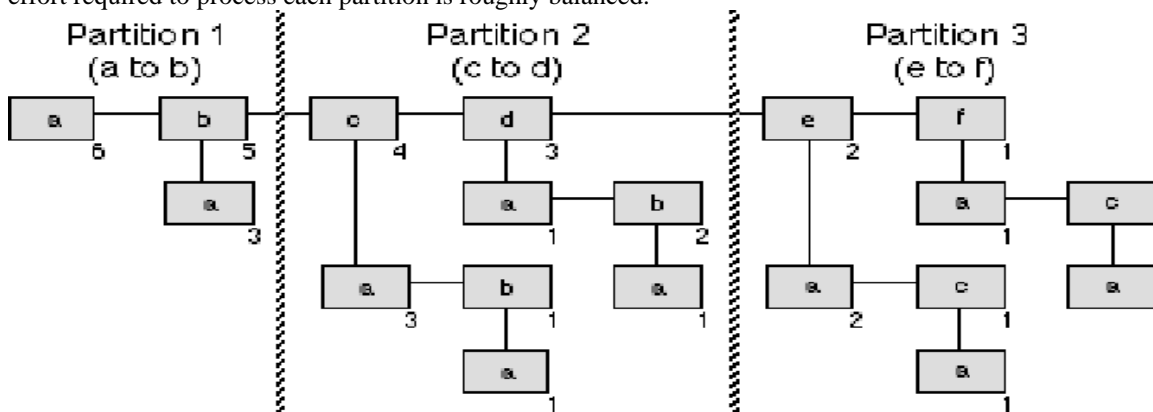 effort required to process each partition is roughly balanced.
Partition 1 Partition 2 Partition 3
(a to b) (c to d) (e to f)
a b c d e f
6 5 4 3 2 1
a a b a c
3 1 2 1
a b a a c a
3 1 1 2 1
a a
1 1